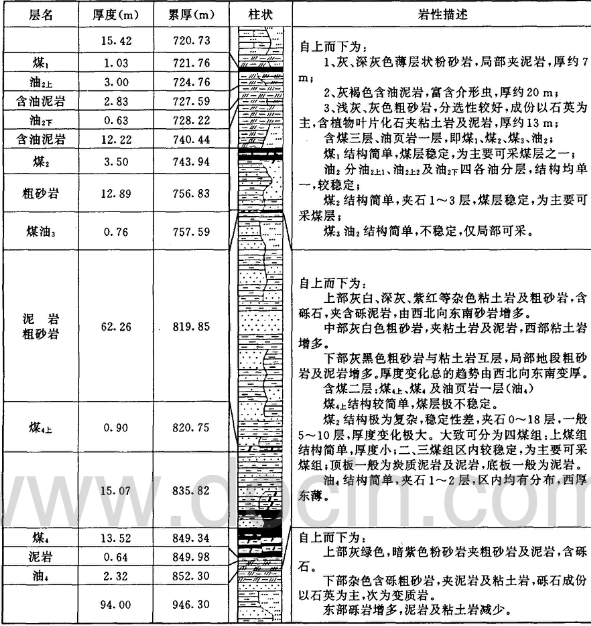 层名 厚度(m) 累厚(m) 柱状 岩性描述
15.42 720.73
煤₁ 1.03 721.76
油₂上 3.00 724.76
含油泥岩 2.83 727.59
油₂下 0.63 728.22
含油泥岩 12.22 740.44
煤₂ 3.50 743.94
粗砂岩 12.89 756.83
煤油₃ 0.76 757.59
泥 岩
粗砂岩 62.26 819.85
煤₄上 0.90 820.75
15.07 835.82
煤₄ 13.52 849.34
泥岩 0.64 849.98
油₄ 2.32 852.30
94.00 946.30
自上而下为:
1、灰、深灰色薄层状粉砂岩,局部夹泥岩,厚约7
m;
2、灰褐色含油泥岩,富含介形虫,厚约20m;
3、浅灰、灰色粗砂岩,分选性较好,成份以石英为
主,含植物叶片化石夹粘土岩及泥岩,厚约13m;
含煤三层、油页岩一层,即煤₁、煤₂、煤₃、油₂;
煤₁结构简单,煤层稳定,为主要可采煤层之一;
油₂分油₂上₁、油₂上₂及油₂下四各油分层,结构均单
一,较稳定;
煤₂结构简单,夹石1～3层,煤层稳定,为主要可
采煤层;
煤₃油₂结构简单,不稳定,仅局部可采。
自上而下为:
上部灰白、深灰、紫红等杂色粘土岩及粗砂岩,含
砾石,夹含砾泥岩,由西北向东南砂岩增多。
中部灰白色粗砂岩,夹粘土岩及泥岩,西部粘土岩
增多。
下部灰黑色粗砂岩与粘土岩互层,局部地段粗砂
岩及泥岩增多。厚度变化总的趋势由西北向东南变厚。
含煤二层:煤₄上、煤₄及油页岩一层(油₄)
煤₄上结构较简单,煤层极不稳定。
煤₂结构极为复杂,稳定性差,夹石0～18层,一般
5～10层,厚度变化极大。大致可分为四煤组:上煤组
结构简单,厚度小;二、三煤组区内较稳定,为主要可采
煤组;顶板一般为炭质泥岩及泥岩,底板一般为泥岩。
油₄结构简单,夹石1～2层,区内均有分布,西厚
东薄。
自上而下为:
上部灰绿色,暗紫色粉砂岩夹粗砂岩及泥岩,含砾
石。
下部杂色含砾粗砂岩,夹泥岩及粘土岩,砾石成份
以石英为主,次为变质岩。
东部砾岩增多,泥岩及粘土岩减少。
www.docin.com